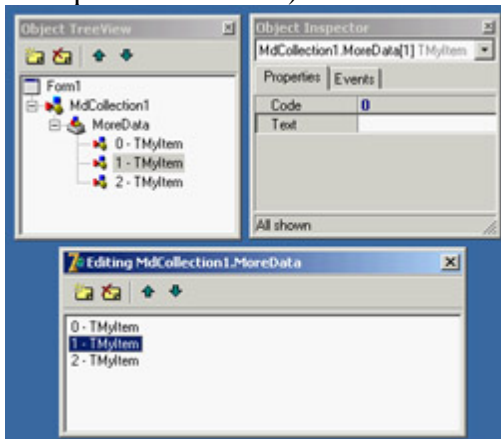 Object TreeView
Form1
MdCollection1
MoreData
0 - TMyItem
1 - TMyItem
2 - TMyItem
Object Inspector
MdCollection1.MoreData[1] TMyItem
Properties Events
Code 0
Text
All shown
Editing MdCollection1.MoreData
0 - TMyItem
1 - TMyItem
2 - TMyItem